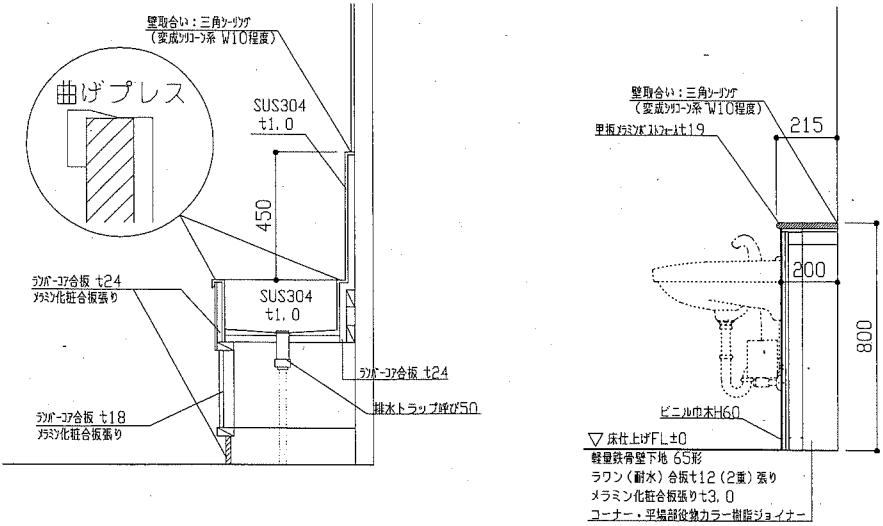 壁取合い：三角シーリング
（変成シリコーン系 W10程度）
曲げプレス
SUS304
t1.0
450
ランバーコア合板 t24
メラミン化粧合板張り
SUS304
t1.0
ランバーコア合板 t24
排水トラップ呼び50
ランバーコア合板 t18
メラミン化粧合板張り
壁取合い：三角シーリング
（変成シリコーン系 W10程度）
甲板メラミンポストフォームt19
215
200
800
ビニル巾木H60
▽ 床仕上げFL±0
軽量鉄骨壁下地 65形
ラワン（耐水）合板t12（2重）張り
メラミン化粧合板張りt3.0
コーナー・平場部役物カラー樹脂ジョイナー